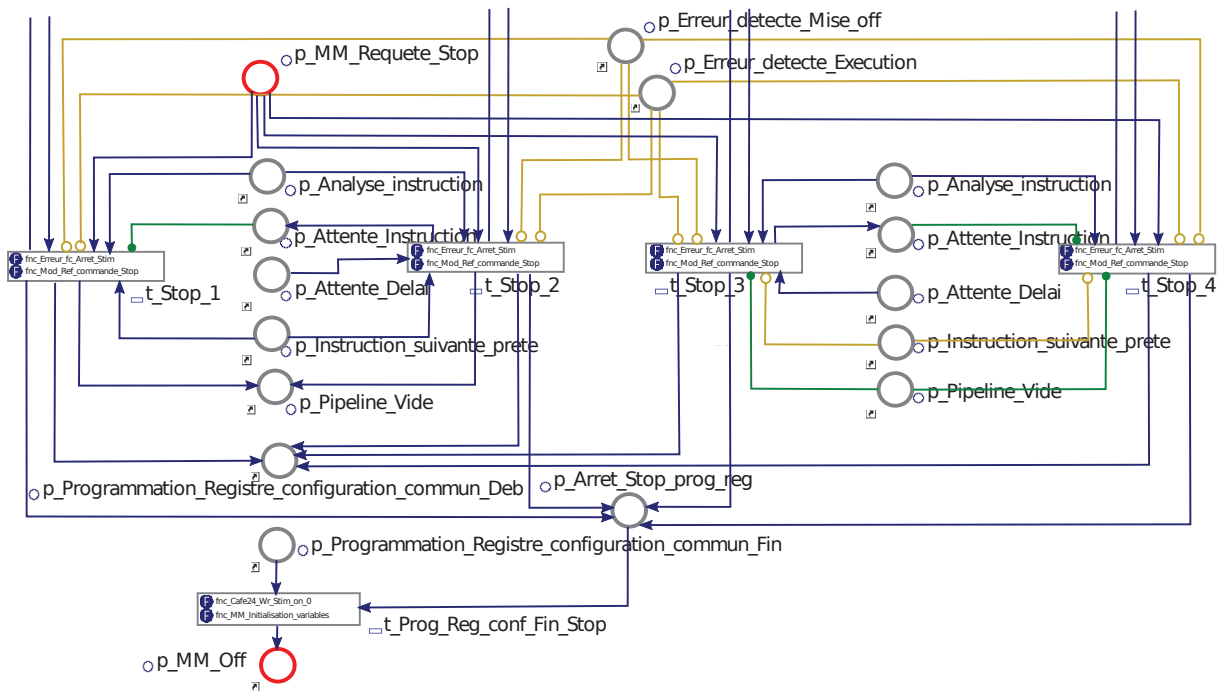 p_Erreur_detecte_Mise_off
p_MM_Requete_Stop
p_Erreur_detecte_Execution
p_Analyse_instruction
p_Analyse_instruction
p_Attente_Instruction
p_Attente_Instruction
F fnc_Erreur_fc_Arret_Stim
F fnc_Mod_Ref_commande_Stop
t_Stop_1
F fnc_Erreur_fc_Arret_Stim
F fnc_Mod_Ref_commande_Stop
t_Stop_2
F fnc_Erreur_fc_Arret_Stim
F fnc_Mod_Ref_commande_Stop
t_Stop_3
F fnc_Erreur_fc_Arret_Stim
F fnc_Mod_Ref_commande_Stop
t_Stop_4
p_Attente_Delai
p_Attente_Delai
p_Instruction_suivante_prete
p_Instruction_suivante_prete
p_Pipeline_Vide
p_Pipeline_Vide
p_Programmation_Registre_configuration_commun_Deb
p_Arret_Stop_prog_reg
p_Programmation_Registre_configuration_commun_Fin
F fnc_Cafe24_Wr_Stim_on_0
F fnc_MM_Initialisation_variables
t_Prog_Reg_conf_Fin_Stop
p_MM_Off